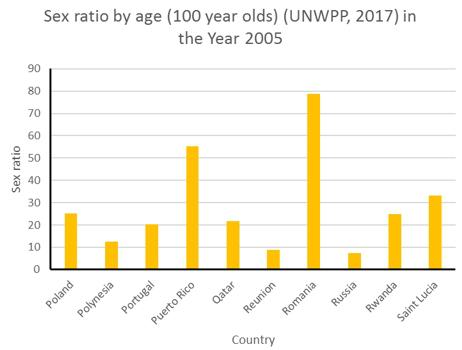 Sex ratio by age (100 year olds) (UNWPP, 2017) in
the Year 2005
90
80
70
60
50
40
30
20
10
0
Sex ratio
Poland
Polynesia
Portugal
Puerto Rico
Qatar
Reunion
Romania
Russia
Rwanda
Saint Lucia
Country